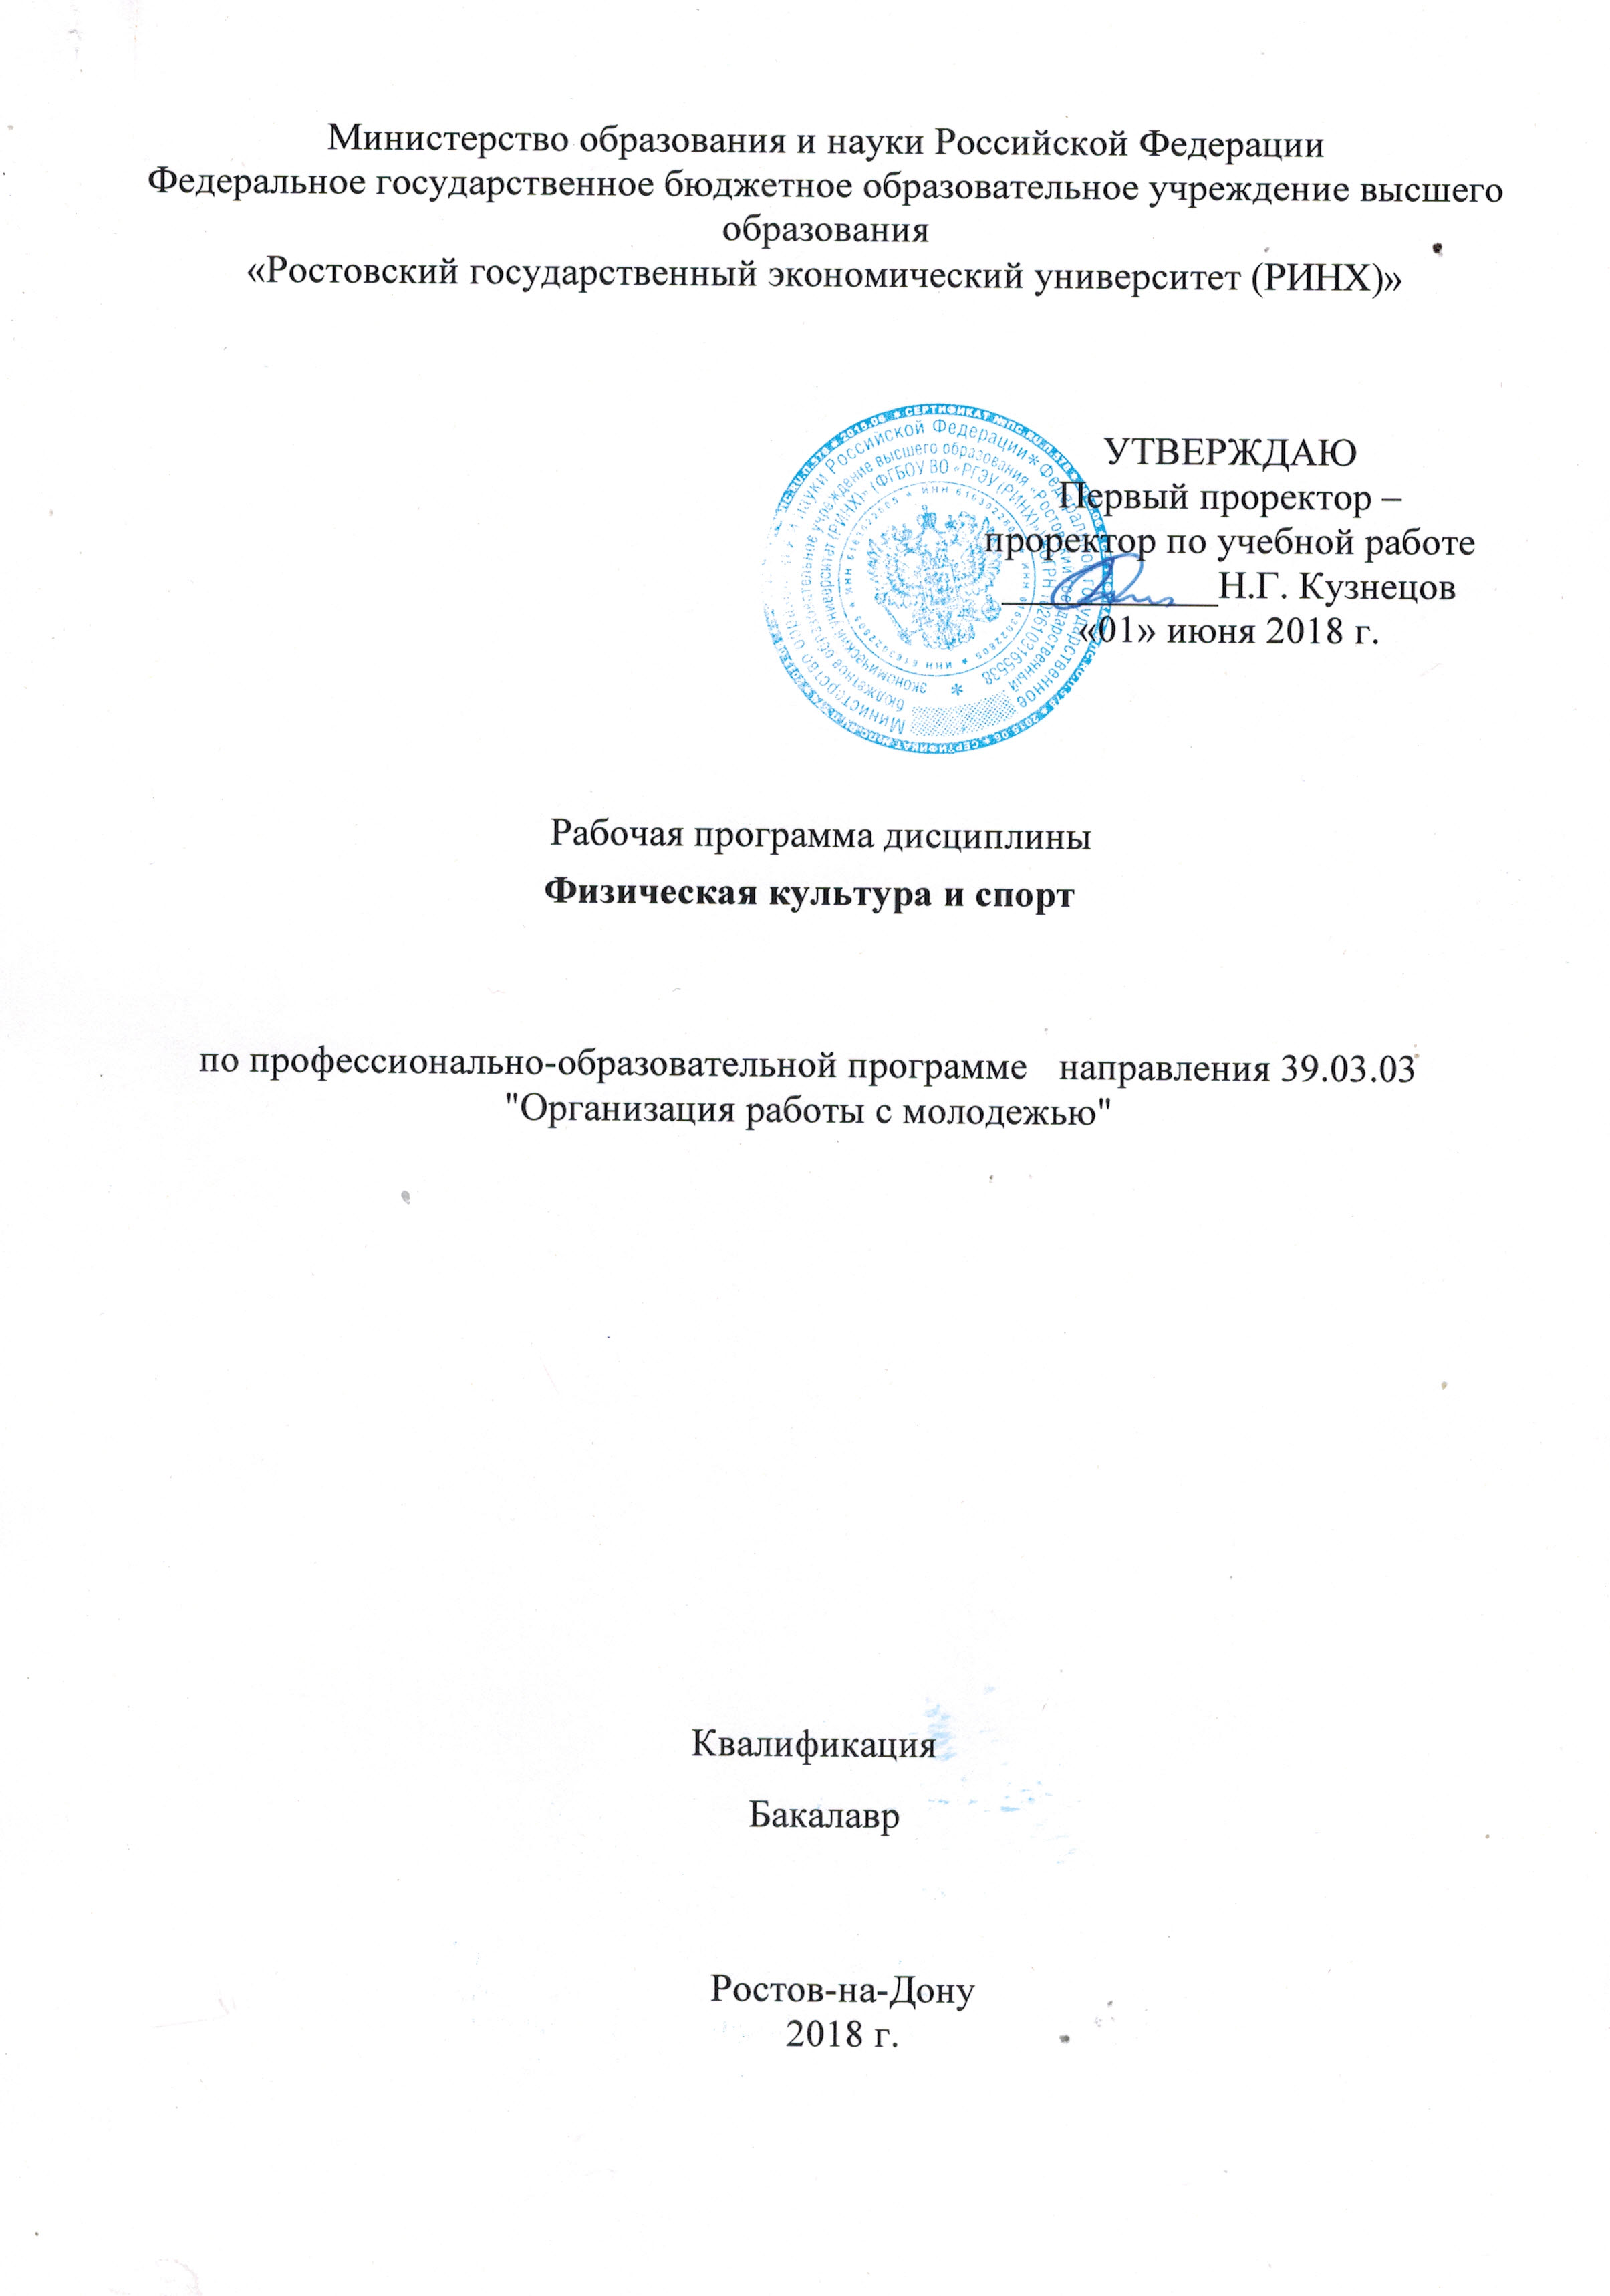 Министерство образования и науки Российской Федерации
Федеральное государственное бюджетное образовательное учреждение высшего
образования
«Ростовский государственный экономический университет (РИНХ)»
УТВЕРЖДАЮ
Первый проректор –
проректор по учебной работе
____________Н.Г. Кузнецов
«01» июня 2018 г.
Рабочая программа дисциплины
Физическая культура и спорт
по профессионально-образовательной программе направления 39.03.03
"Организация работы с молодежью"
Квалификация
Бакалавр
Ростов-на-Дону
2018 г.